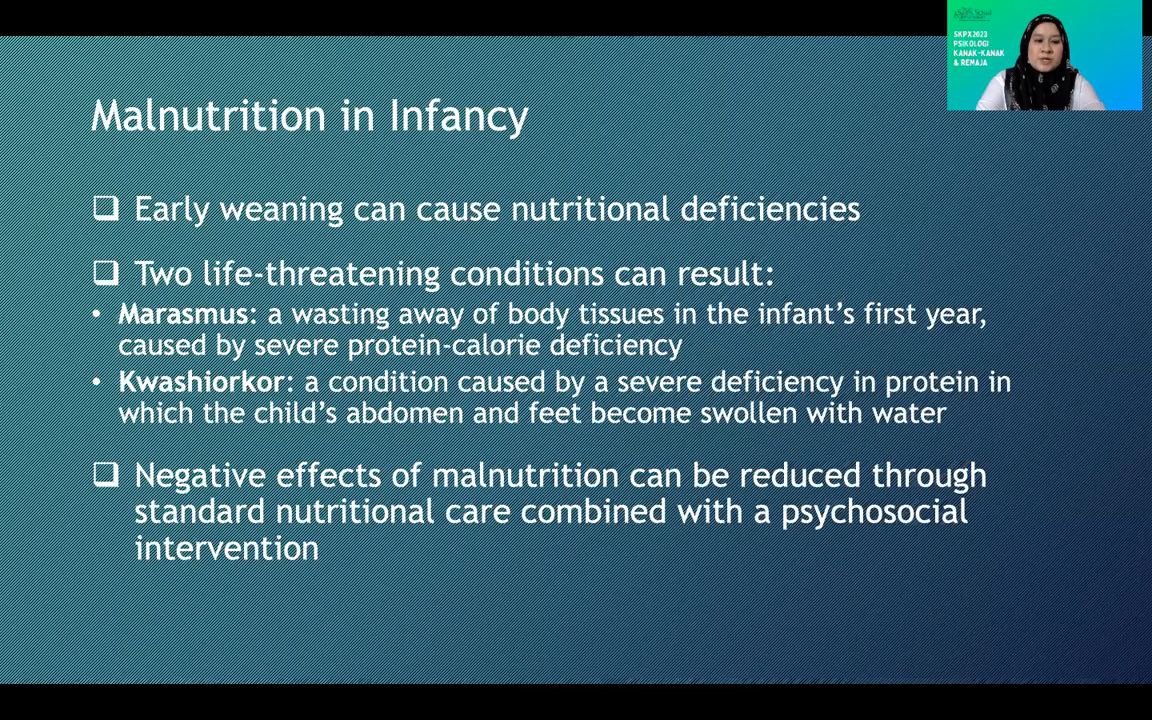 SKPX2023
PSIKOLOGI
KANAK-KANAK
& REMAJA
Malnutrition in Infancy
Early weaning can cause nutritional deficiencies
Two life-threatening conditions can result:
• Marasmus: a wasting away of body tissues in the infant’s first year,
caused by severe protein-calorie deficiency
• Kwashiorkor: a condition caused by a severe deficiency in protein in
which the child’s abdomen and feet become swollen with water
Negative effects of malnutrition can be reduced through
standard nutritional care combined with a psychosocial
intervention